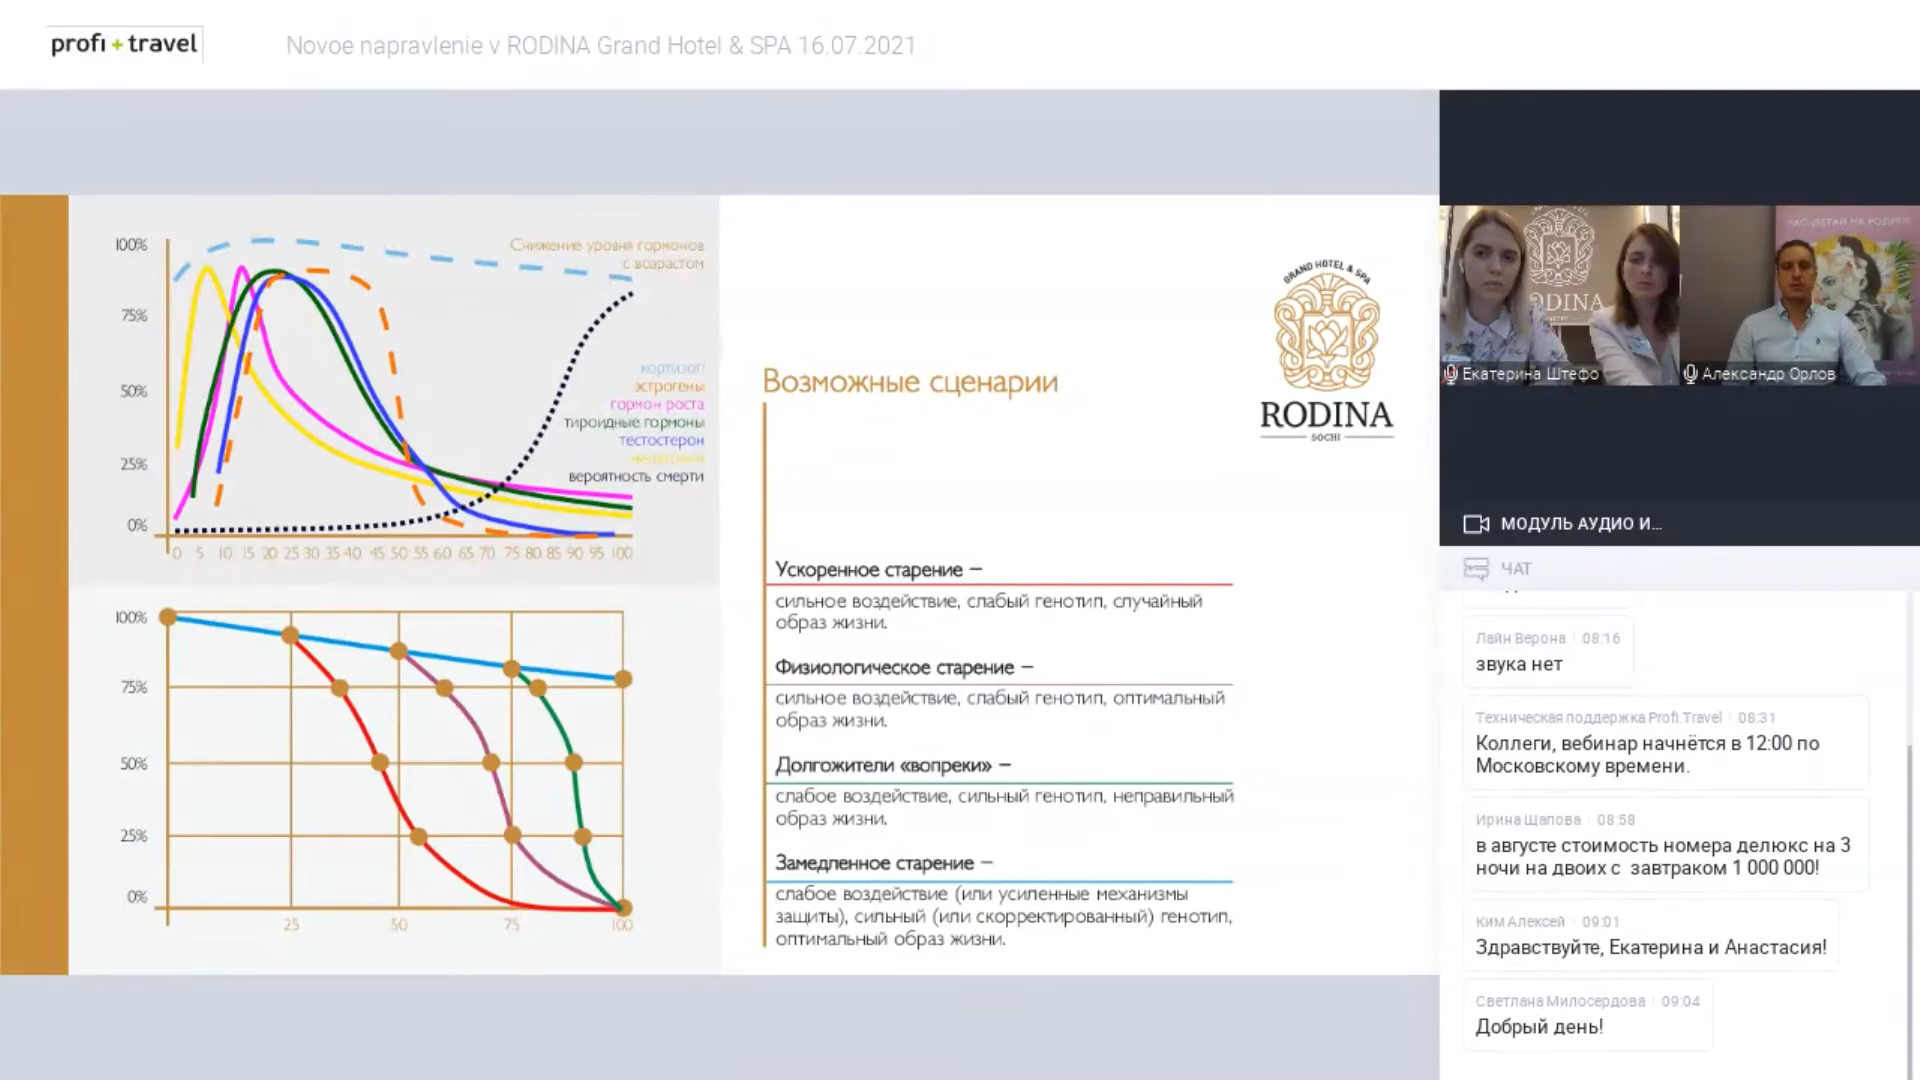 profi + travel
Novoe napravlenie v RODINA Grand Hotel & SPA 16.07.2021
100%
75%
50%
25%
0%
Снижение уровня гормонов
с возрастом
кортизол
эстрогены
гормон роста
тироидные гормоны
тестостерон
вероятность смерти
0 5 10 15 20 25 30 35 40 45 50 55 60 65 70 75 80 85 90 95 100
100%
75%
50%
25%
0%
25 50 75 100
Возможные сценарии
GRAND HOTEL & SPA
RODINA
SOCHI
Ускоренное старение –
сильное воздействие, слабый генотип, случайный
образ жизни.
Физиологическое старение –
сильное воздействие, слабый генотип, оптимальный
образ жизни.
Долгожители «вопреки» –
слабое воздействие, сильный генотип, неправильный
образ жизни.
Замедленное старение –
слабое воздействие (или усиленные механизмы
защиты), сильный (или скорректированный) генотип,
оптимальный образ жизни.
Екатерина Штефо
РАСЦВЕТАЙ НА РОДИНЕ
Александр Орлов
МОДУЛЬ АУДИО И...
ЧАТ
Лайн Верона 08:16
звука нет
Техническая поддержка Profi.Travel 08:31
Коллеги, вебинар начнётся в 12:00 по
Московскому времени.
Ирина Шапова 08:58
в августе стоимость номера делюкс на 3
ночи на двоих с завтраком 1 000 000!
Ким Алексей 09:01
Здравствуйте, Екатерина и Анастасия!
Светлана Милосердова 09:04
Добрый день!